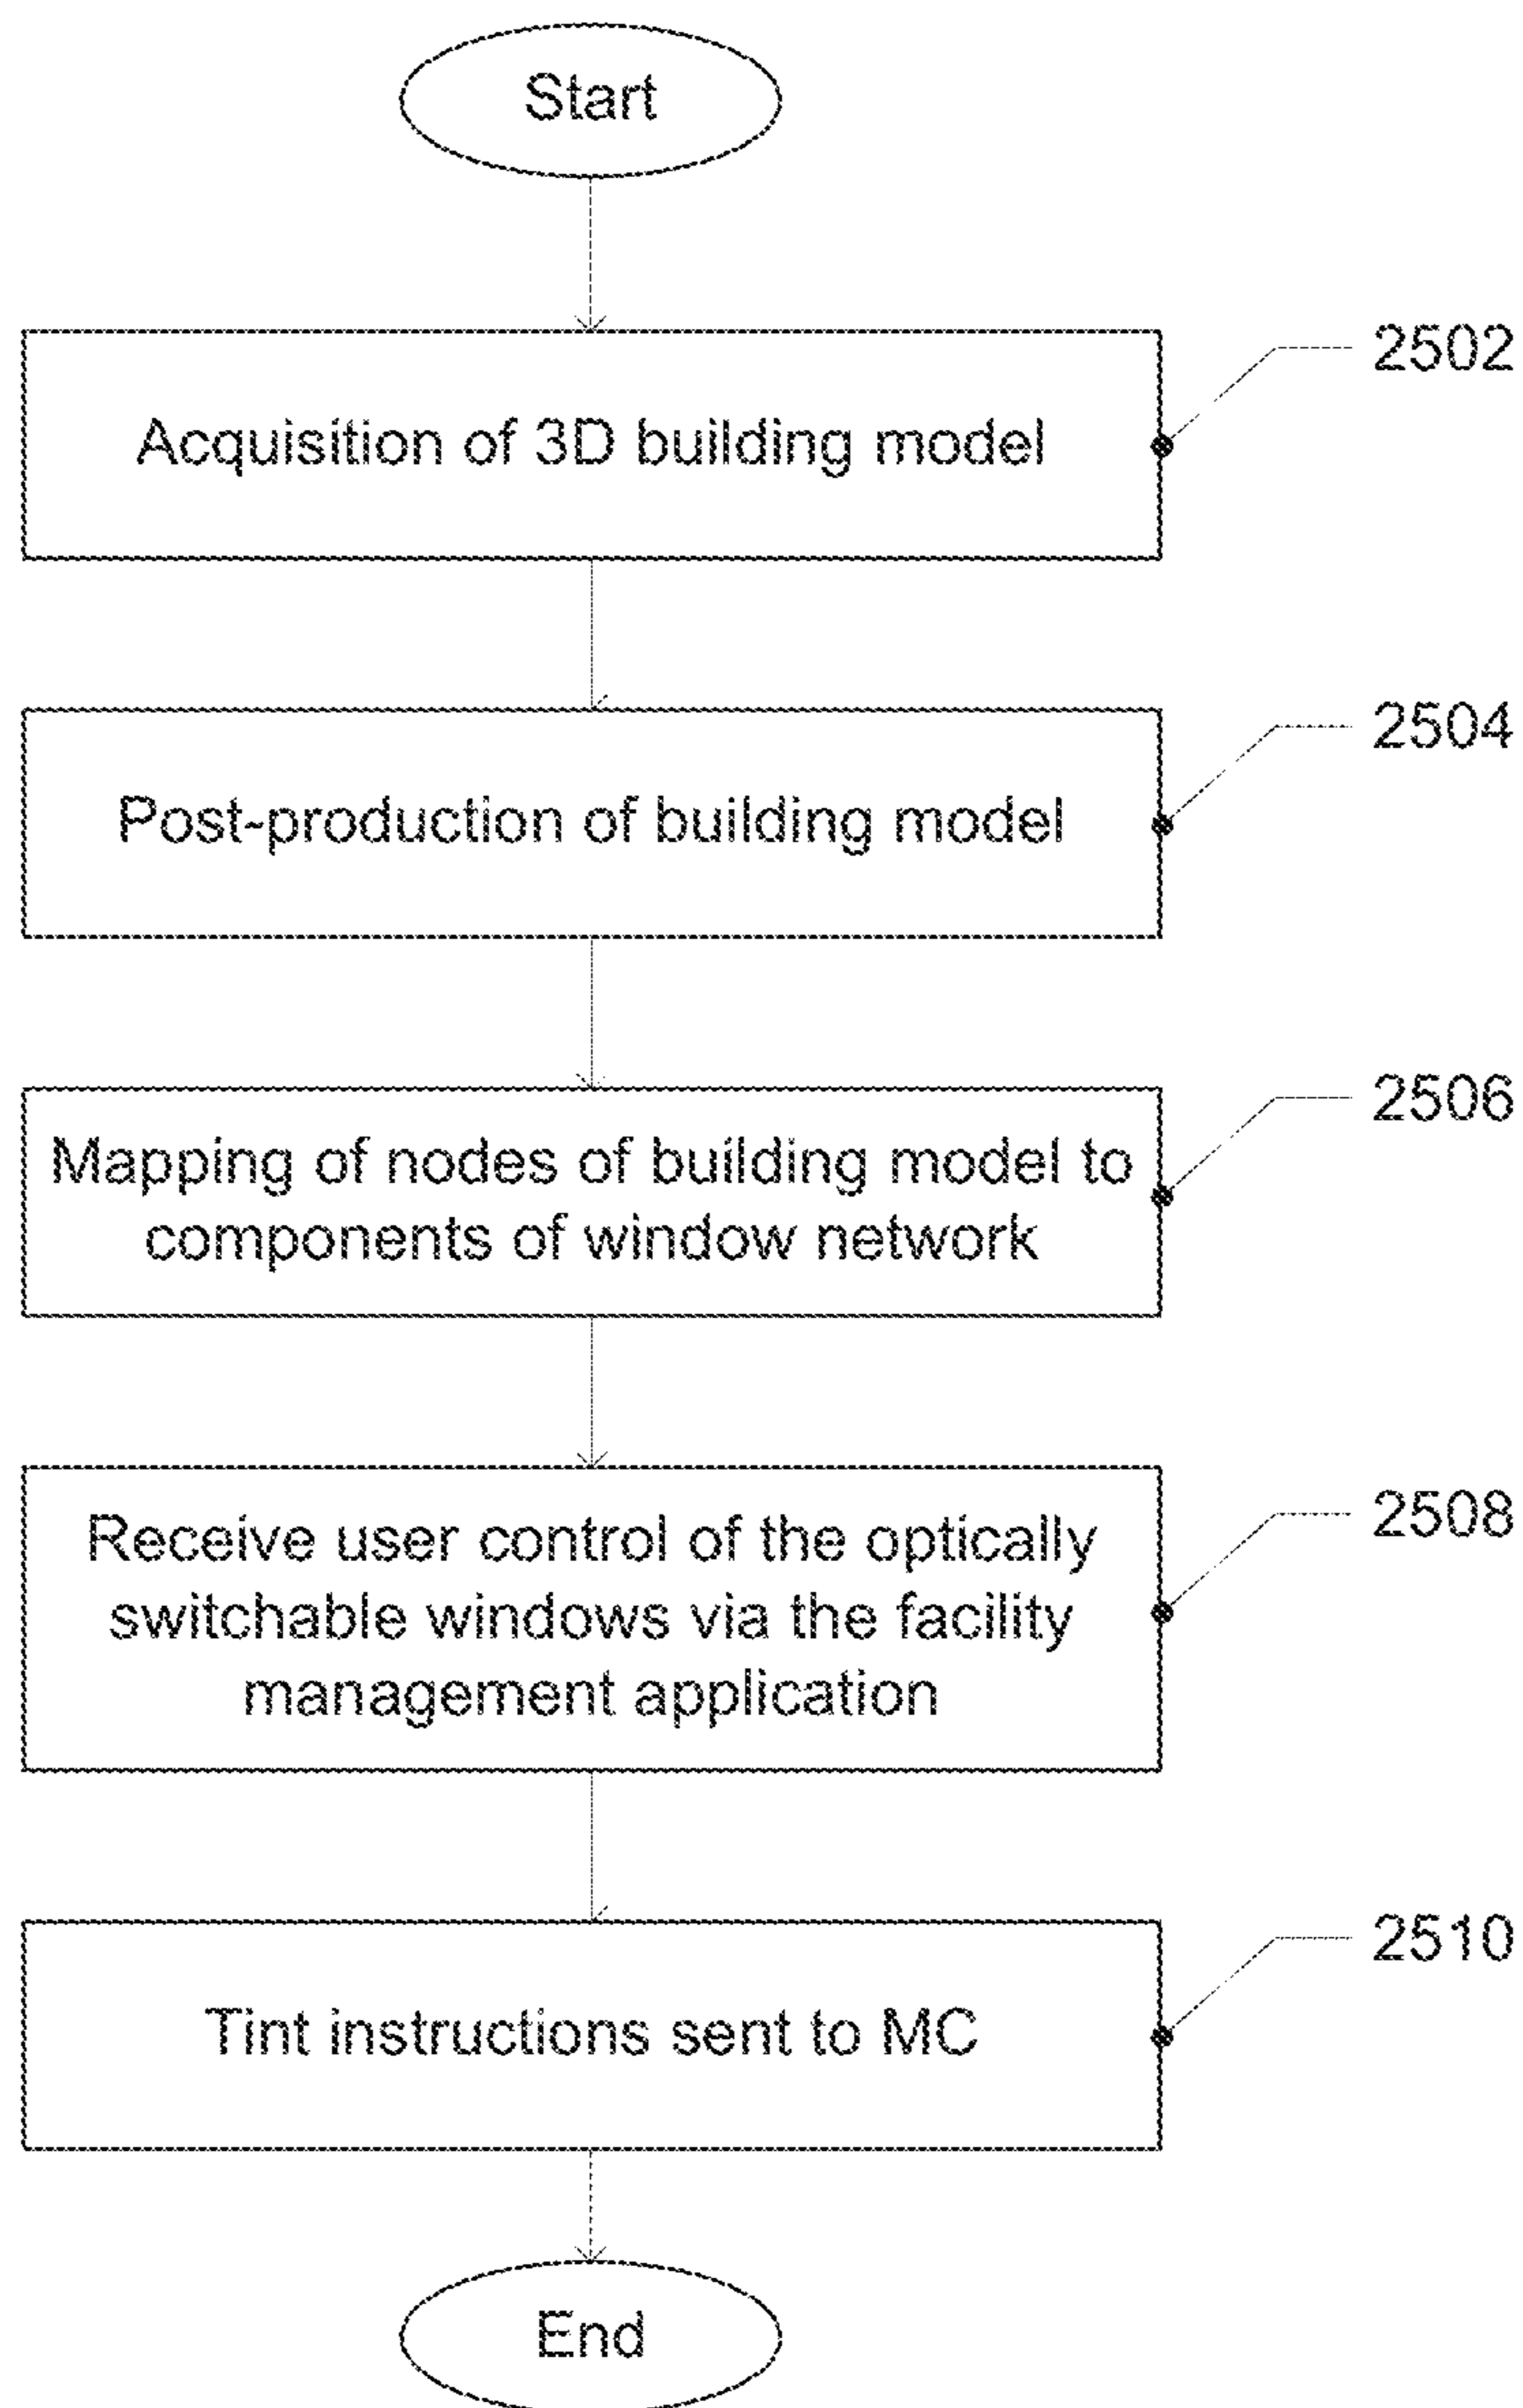 Start
2502
Acquisition of 3D building model
2504
Post-production of building model
2506
Mapping of nodes of building model to
components of window network
2508
Receive user control of the optically
switchable windows via the facility
management application
2510
Tint instructions sent to MC
End